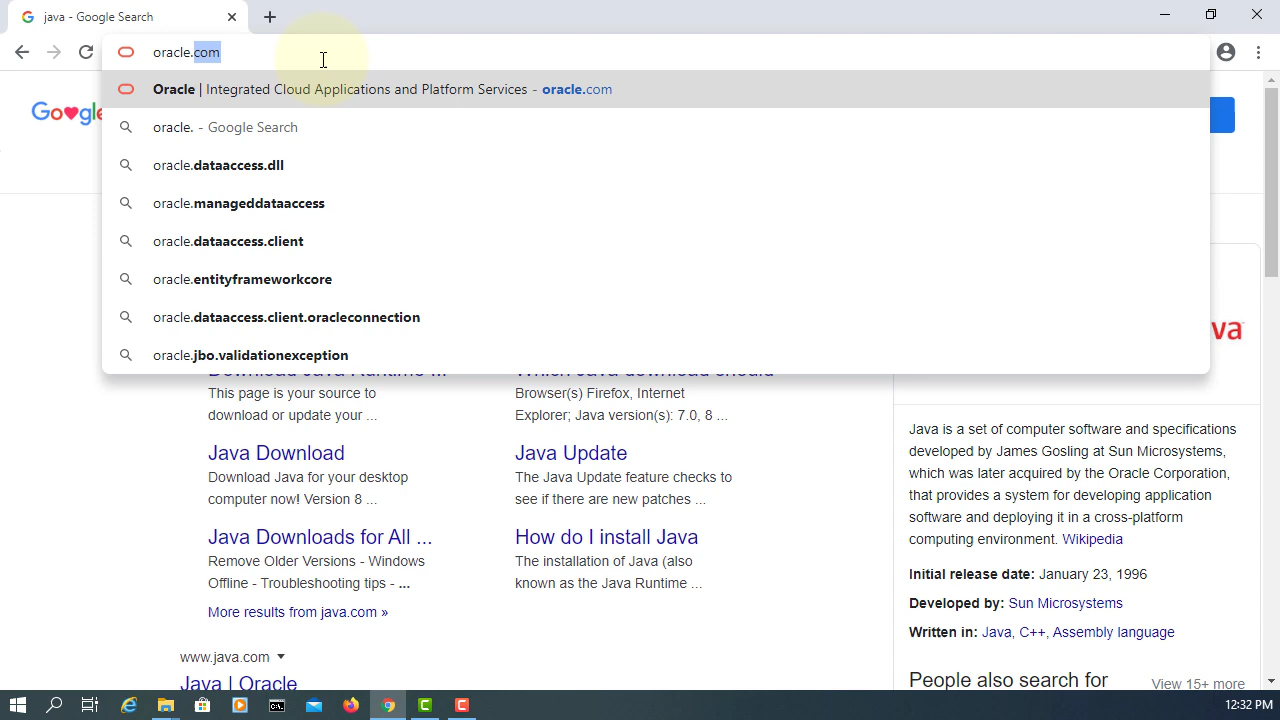 java - Google Search
oracle.com
Oracle | Integrated Cloud Applications and Platform Services - oracle.com
oracle. - Google Search
oracle.dataaccess.dll
oracle.manageddataaccess
oracle.dataaccess.client
oracle.entityframeworkcore
oracle.dataaccess.client.oracleconnection
oracle.jbo.validationexception
This page is your source to
download or update your ...
Java Download
Download Java for your desktop
computer now! Version 8 ...
Java Downloads for All ...
Remove Older Versions - Windows
Offline - Troubleshooting tips - ...
More results from java.com »
Which Java download should
Browser(s) Firefox, Internet
Explorer; Java version(s): 7.0, 8 ...
Java Update
The Java Update feature checks to
see if there are new patches ...
How do I install Java
The installation of Java (also
known as the Java Runtime ...
www.java.com
Java | Oracle
Java is a set of computer software and specifications
developed by James Gosling at Sun Microsystems,
which was later acquired by the Oracle Corporation,
that provides a system for developing application
software and deploying it in a cross-platform
computing environment. Wikipedia
Initial release date: January 23, 1996
Developed by: Sun Microsystems
Written in: Java, C++, Assembly language
People also search for
View 15+ more
12:32 PM